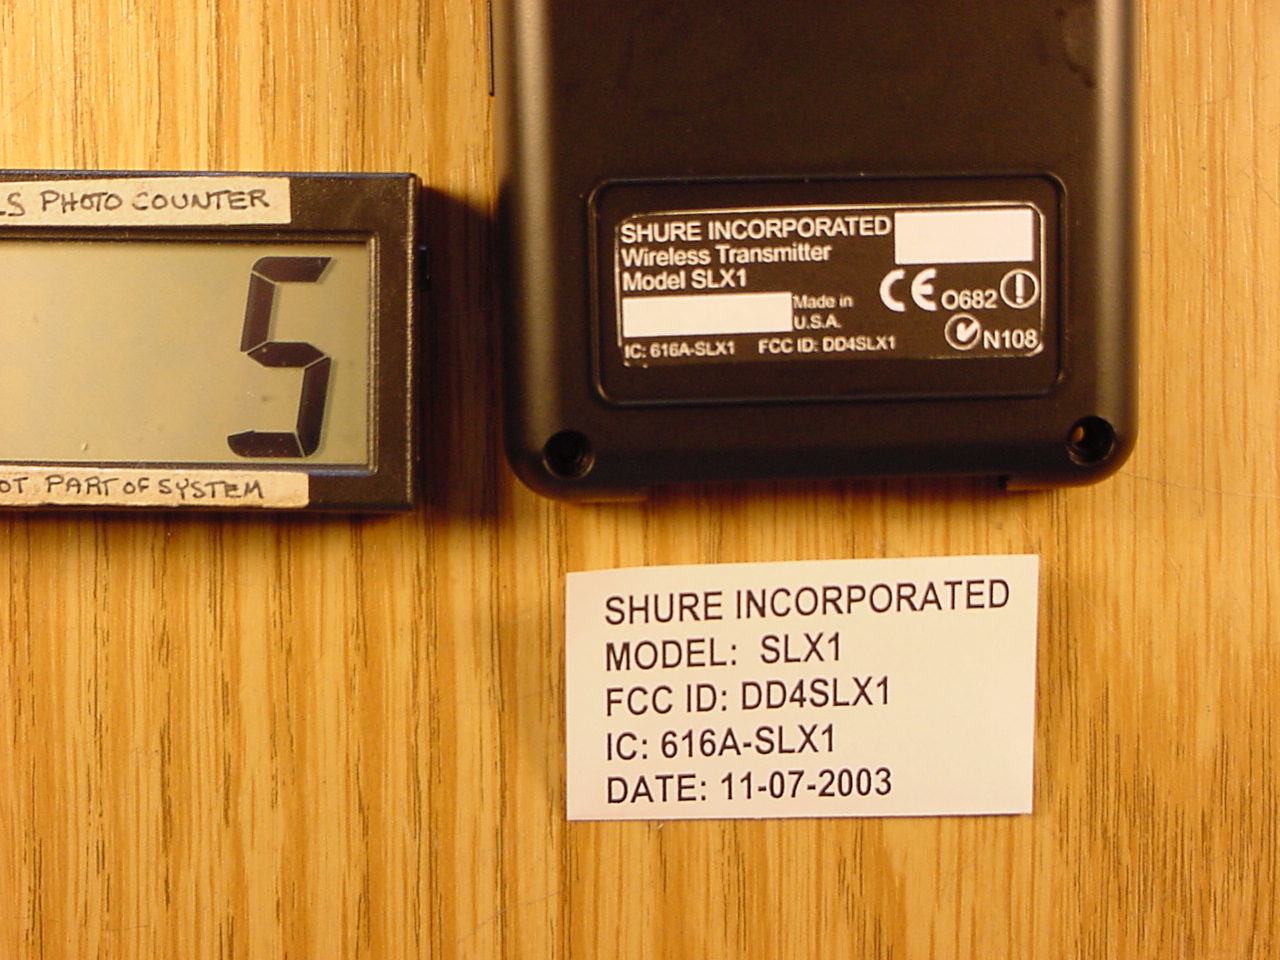 PHOTO COUNTER
5
PART OF SYSTEM
SHURE INCORPORATED
Wireless Transmitter
Model SLX1
Made in
U.S.A.
CE 0682
N108
IC: 616A-SLX1 FCC ID: DD4SLX1
SHURE INCORPORATED
MODEL: SLX1
FCC ID: DD4SLX1
IC: 616A-SLX1
DATE: 11-07-2003